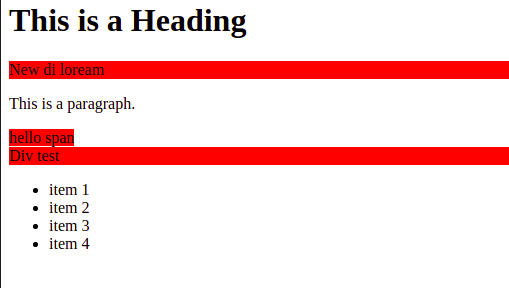 This is a Heading
New di loream
This is a paragraph.
hello span
Div test
item 1
item 2
item 3
item 4